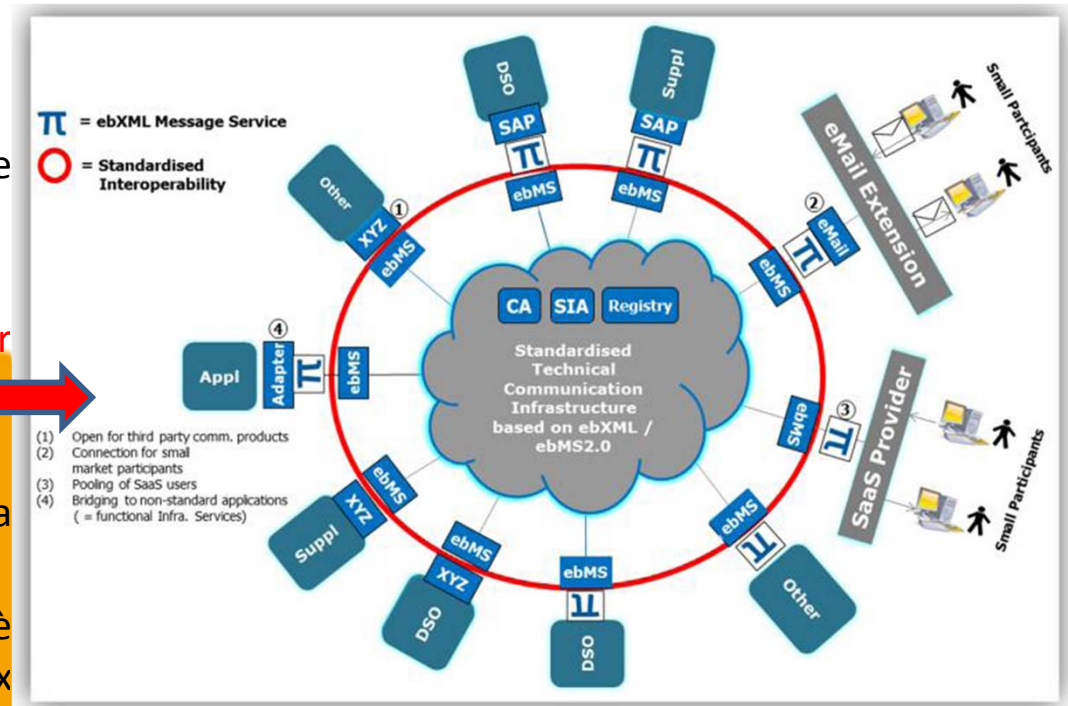 e
r
a
è
x
π = ebXML Message Service
= Standardised
Interoperability
DSO
SAP
π
ebMS
Suppl
SAP
π
ebMS
Small Partcipants
eMail Extension
②
eMail
π
ebMS
Other
①
XYZ
ebMS
CA
SIA
Registry
Standardised
Technical
Communication
Infrastructure
based on ebXML /
ebMS2.0
④
Appl
Adapter
π
ebMS
ebMS
③
π
SaaS Provider
Small Participants
(1) Open for third party comm. products
(2) Connection for small
market participants
(3) Pooling of SaaS users
(4) Bridging to non-standard applications
( = functional Infra. Services)
ebMS
XYZ
Suppl
ebMS
XYZ
DSO
ebMS
π
DSO
ebMS
π
Other